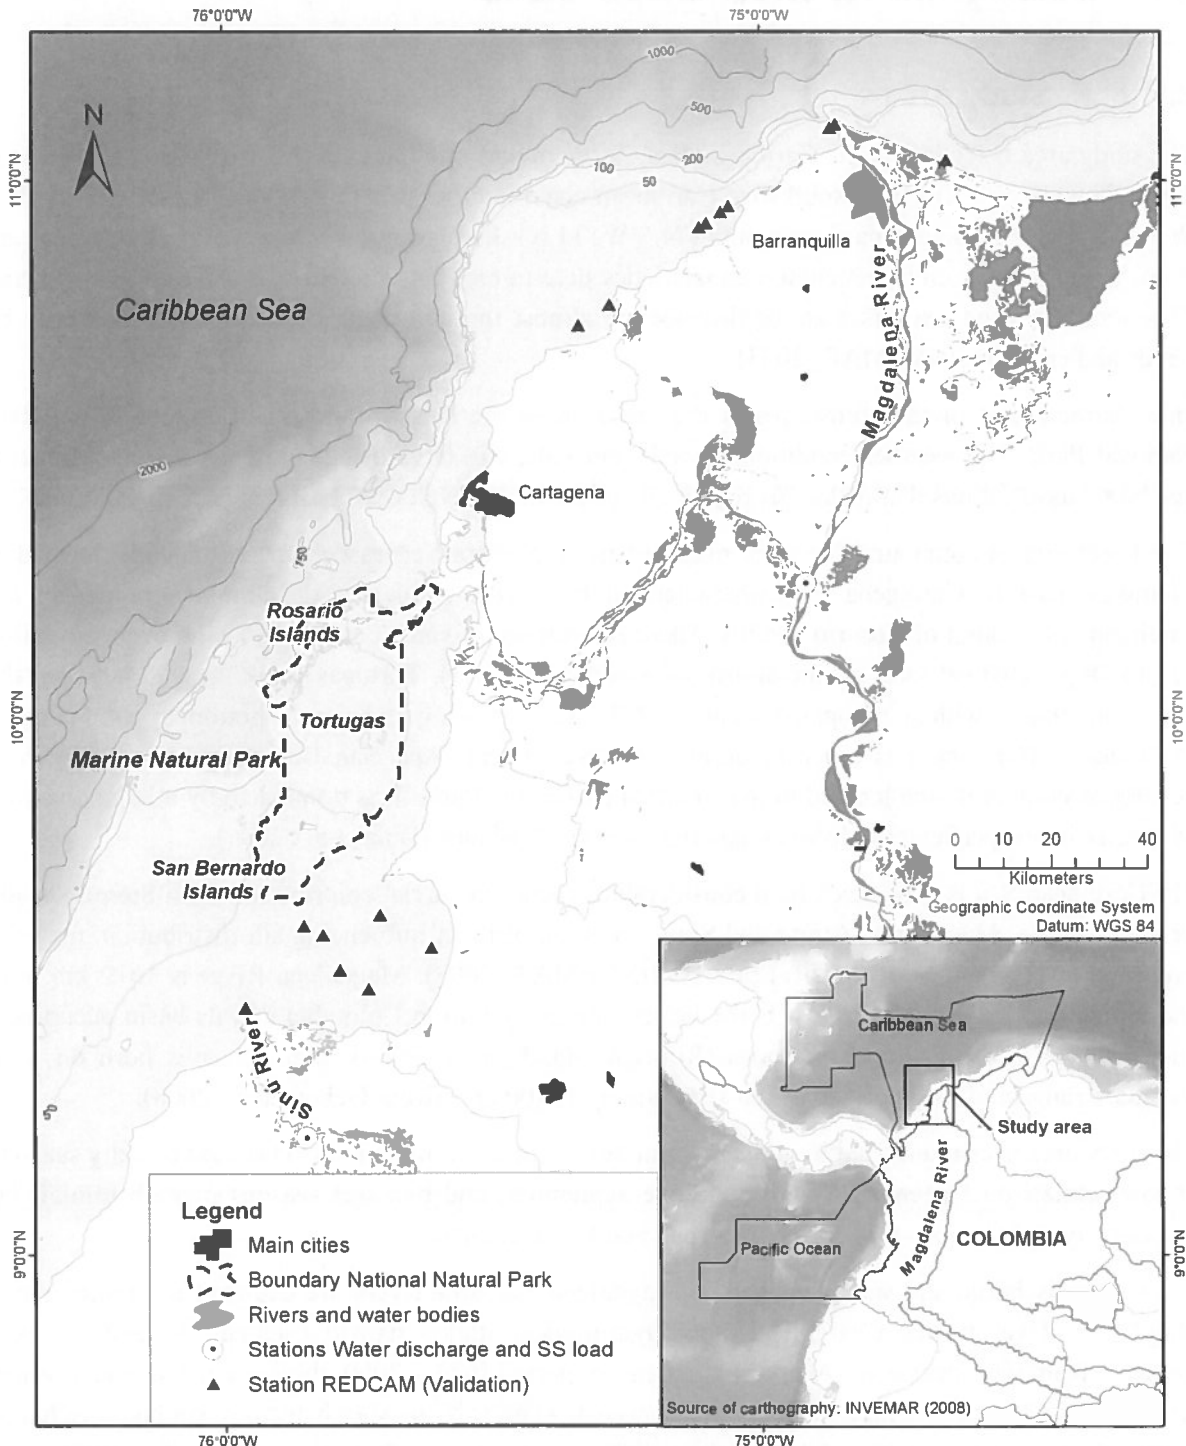 76°0'0"W
75°0'0"W
N
1000
500
200
100
50
11°0'0"N
11°0'0"N
Barranquilla
Caribbean Sea
Magdalena River
2000
Cartagena
750
Rosario
Islands
Tortugas
10°0'0"N
10°0'0"N
Marine Natural Park
San Bernardo
Islands
0 10 20 40
Kilometers
Geographic Coordinate System
Datum: WGS 84
Sinú River
50
Caribbean Sea
Study area
Magdalena River
COLOMBIA
Pacific Ocean
9°0'0"N
9°0'0"N
Legend
Main cities
Boundary National Natural Park
Rivers and water bodies
Stations Water discharge and SS load
Station REDCAM (Validation)
Source of carthography: INVEMAR (2008)
76°0'0"W
75°0'0"W